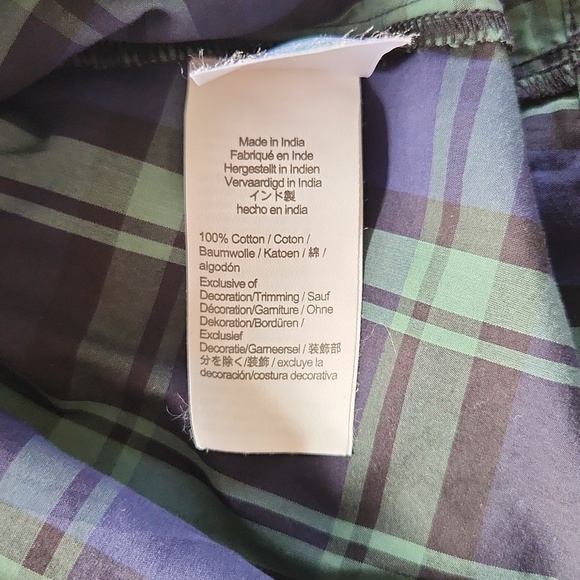 Made in India
Fabriqué en Inde
Hergestellt in Indien
Vervaardigd in India
インド製
hecho en india
100% Cotton / Coton /
Baumwolle / Katoen / 綿 /
algodón
Exclusive of
Decoration/Trimming / Sauf
Décoration/Garniture / Ohne
Dekoration/Bordüren /
Exclusief
Decoratie/Garneersel / 装飾部
分を除く/装飾 / excluye la
decoración/costura decorativa